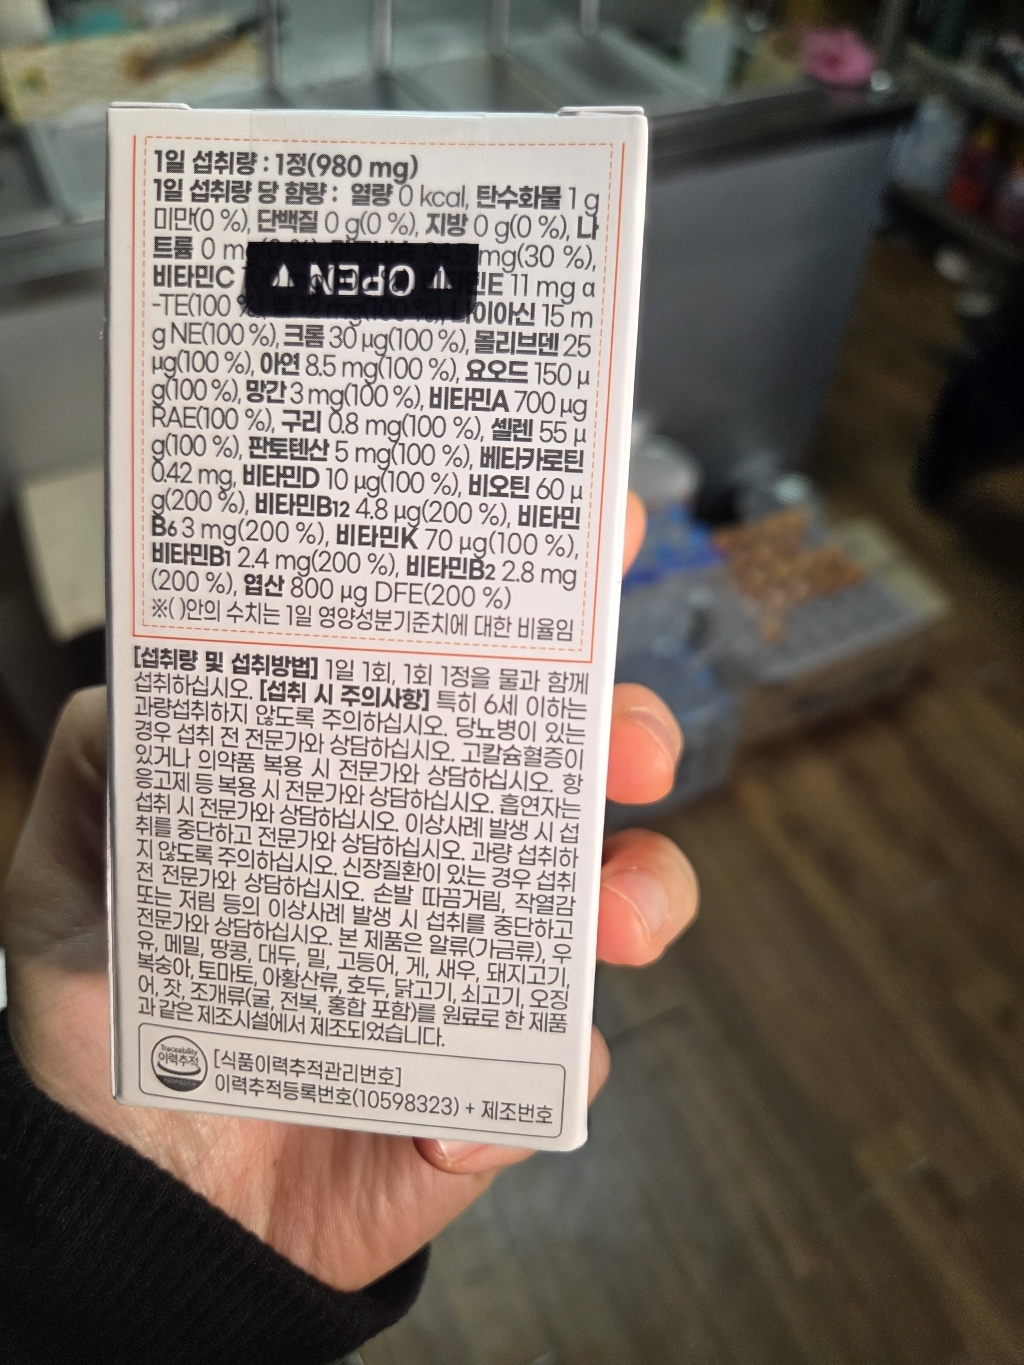 1일 섭취량 : 1정(980 mg)
1일 섭취량 당 함량 : 열량 0 kcal, 탄수화물 1 g
미만(0 %), 단백질 0 g(0 %), 지방 0 g(0 %), 나
트륨 0 mg(0 %), mg(30 %),
비타민C E 11 mg α
-TE(100 %), mg(100 %), 나이아신 15 m
g NE(100 %), 크롬 30 µg(100 %), 몰리브덴 25
µg(100 %), 아연 8.5 mg(100 %), 요오드 150 µ
g(100 %), 망간 3 mg(100 %), 비타민A 700 µg
RAE(100 %), 구리 0.8 mg(100 %), 셀렌 55 µ
g(100 %), 판토텐산 5 mg(100 %), 베타카로틴
0.42 mg, 비타민D 10 µg(100 %), 비오틴 60 µ
g(200 %), 비타민B12 4.8 µg(200 %), 비타민
B6 3 mg(200 %), 비타민K 70 µg(100 %),
비타민B1 2.4 mg(200 %), 비타민B2 2.8 mg
(200 %), 엽산 800 µg DFE(200 %)
※( )안의 수치는 1일 영양성분기준치에 대한 비율임
OPEN
[섭취량 및 섭취방법] 1일 1회, 1회 1정을 물과 함께
섭취하십시오. [섭취 시 주의사항] 특히 6세 이하는
과량섭취하지 않도록 주의하십시오. 당뇨병이 있는
경우 섭취 전 전문가와 상담하십시오. 고칼슘혈증이
있거나 의약품 복용 시 전문가와 상담하십시오. 항
응고제 등 복용 시 전문가와 상담하십시오. 흡연자는
섭취 시 전문가와 상담하십시오. 이상사례 발생 시 섭
취를 중단하고 전문가와 상담하십시오. 과량 섭취하
지 않도록 주의하십시오. 신장질환이 있는 경우 섭취
전 전문가와 상담하십시오. 손발 따끔거림, 작열감
또는 저림 등의 이상사례 발생 시 섭취를 중단하고
전문가와 상담하십시오. 본 제품은 알류(가금류), 우
유, 메밀, 땅콩, 대두, 밀, 고등어, 게, 새우, 돼지고기,
복숭아, 토마토, 아황산류, 호두, 닭고기, 쇠고기, 오징
어, 잣, 조개류(굴, 전복, 홍합 포함)를 원료로 한 제품
과 같은 제조시설에서 제조되었습니다.
Traceability
이력추적
[식품이력추적관리번호]
이력추적등록번호(10598323) + 제조번호